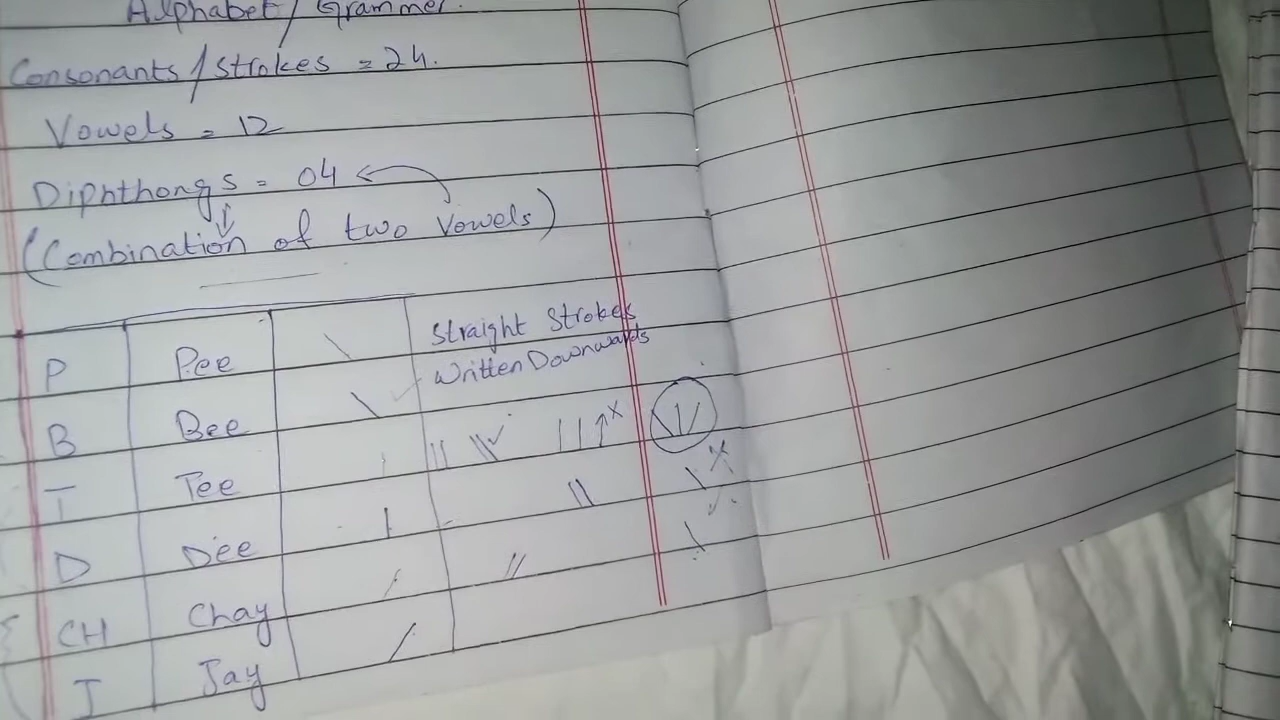 Alphabet/ Grammer.
Consonants/strokes = 24.
Vowels = 12
Diphthongs = 04
(Combination of two vowels)
P Pee \ Straight Strokes
Written Downwards
B Bee \
T Tee |
D Dee |
CH Chay /
J Jay /